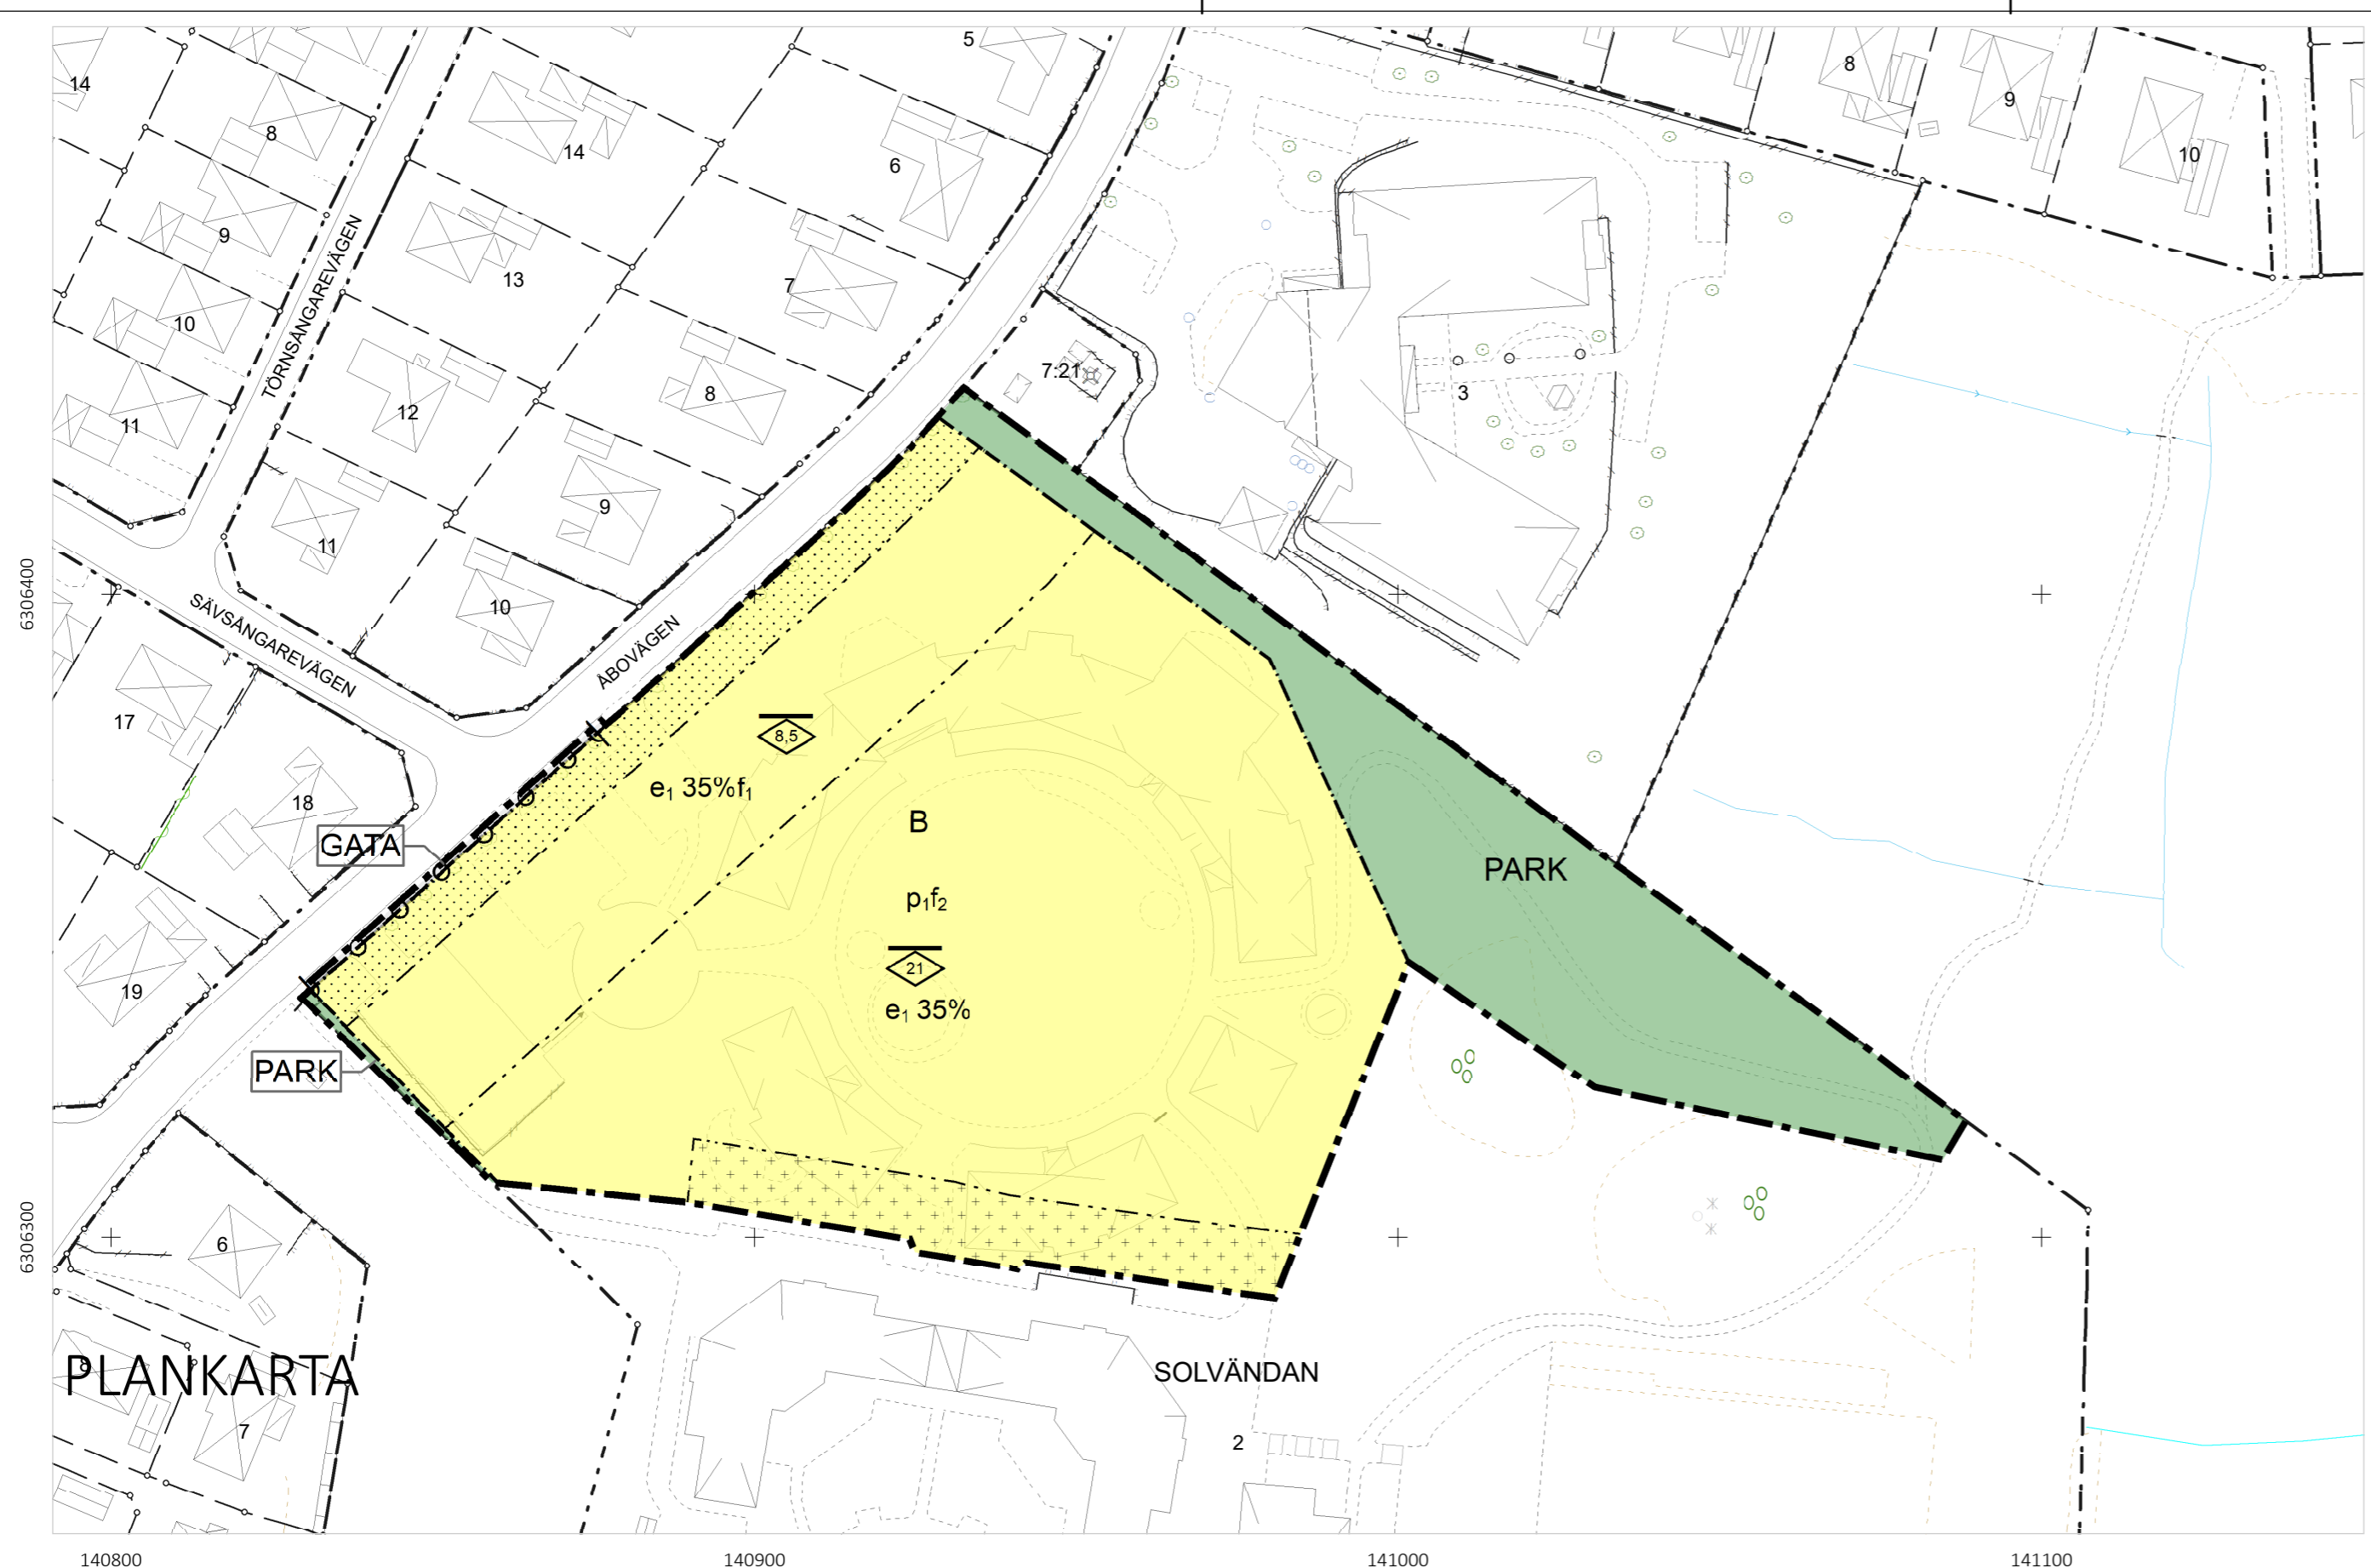 5
14
8
14
6
8
9
10
9
13
7
10
TÖRNSÅNGAREVÄGEN
11
12
8
7:21
3
11
9
10
6306400
SÄVSÅNGAREVÄGEN
ÅBOVÄGEN
17
18
8,5
e₁ 35%f₁
B
GATA
PARK
p₁f₂
19
21
e₁ 35%
PARK
6306300
6
8
PLANKARTA
SOLVÄNDAN
7
2
140800
140900
141000
141100